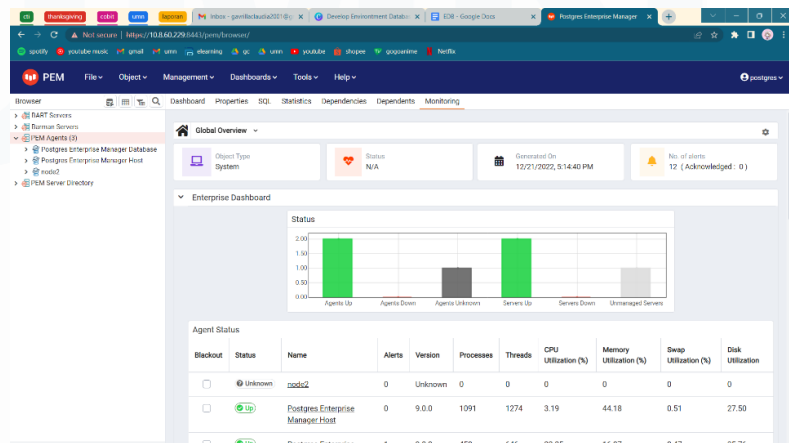 cb thanksgiving cobit umn laporan Inbox - Develop Environtment Databa EDB - Google Docs Postgres Enterprise Manager
Not secure https://10.8.60.229:8443/pem/browser/
spotify youtube music gmail umn elearning gc umn youtube shopee gogoanime Netflix
PEM File Object Management Dashboards Tools Help postgres
Browser Dashboard Properties SQL Statistics Dependencies Dependents Monitoring
BART Servers
Barman Servers
PEM Agents (3)
Postgres Enterprise Manager Database
Postgres Enterprise Manager Host
node2
PEM Server Directory
Global Overview
Object Type
System
Status
N/A
Generated On
12/21/2022, 5:14:40 PM
No. of alerts
12 ( Acknowledged : 0 )
Enterprise Dashboard
Status
2.00
1.50
1.00
0.50
0.00
Agents Up Agents Down Agents Unknown Servers Up Servers Down Unmanaged Servers
Agent Status
Blackout Status Name Alerts Version Processes Threads CPU Utilization (%) Memory Utilization (%) Swap Utilization (%) Disk Utilization
Unknown node2 0 Unknown 0 0 0 0 0 0
Up Postgres Enterprise Manager Host 0 9.0.0 1091 1274 3.19 44.18 0.51 27.50